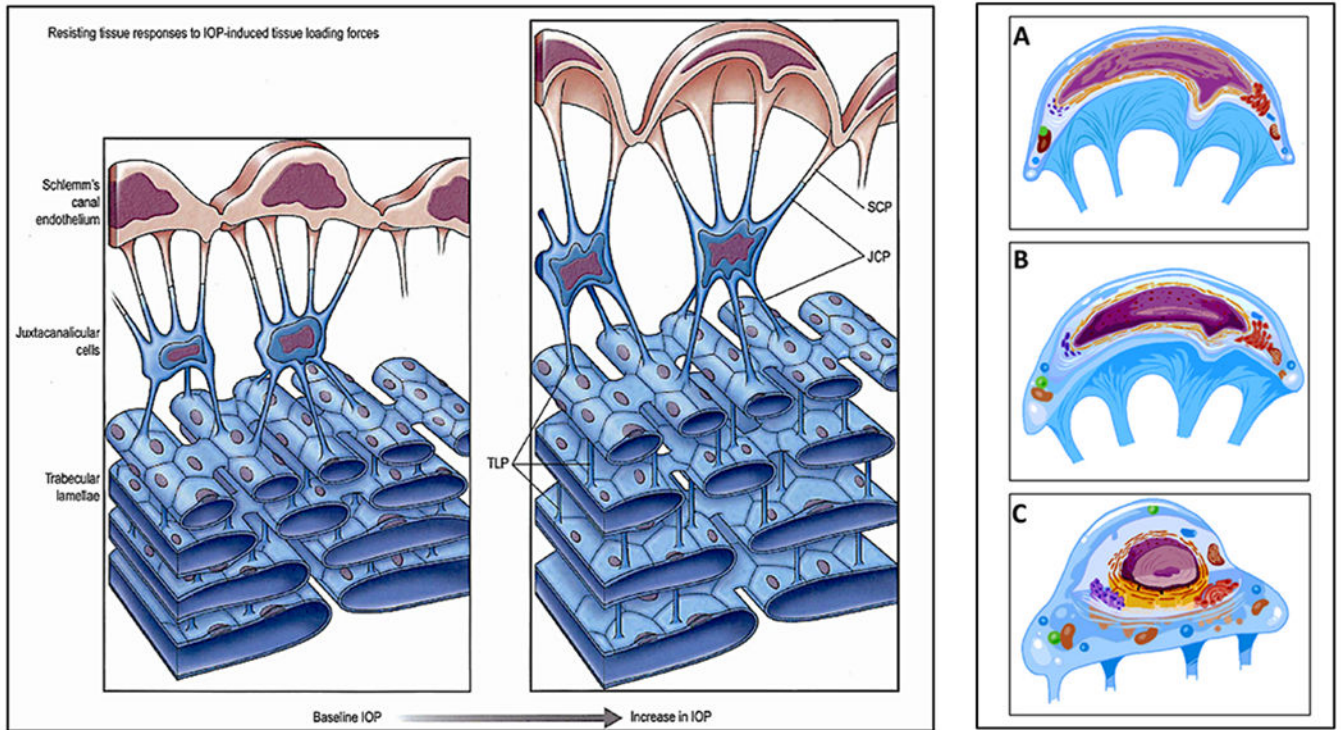 Resisting tissue responses to IOP-induced tissue loading forces
Schlemm's
canal
endothelium
Juxtacanalicular
cells
Trabecular
lamellae
SCP
JCP
TLP
Baseline IOP
Increase in IOP
A
B
C